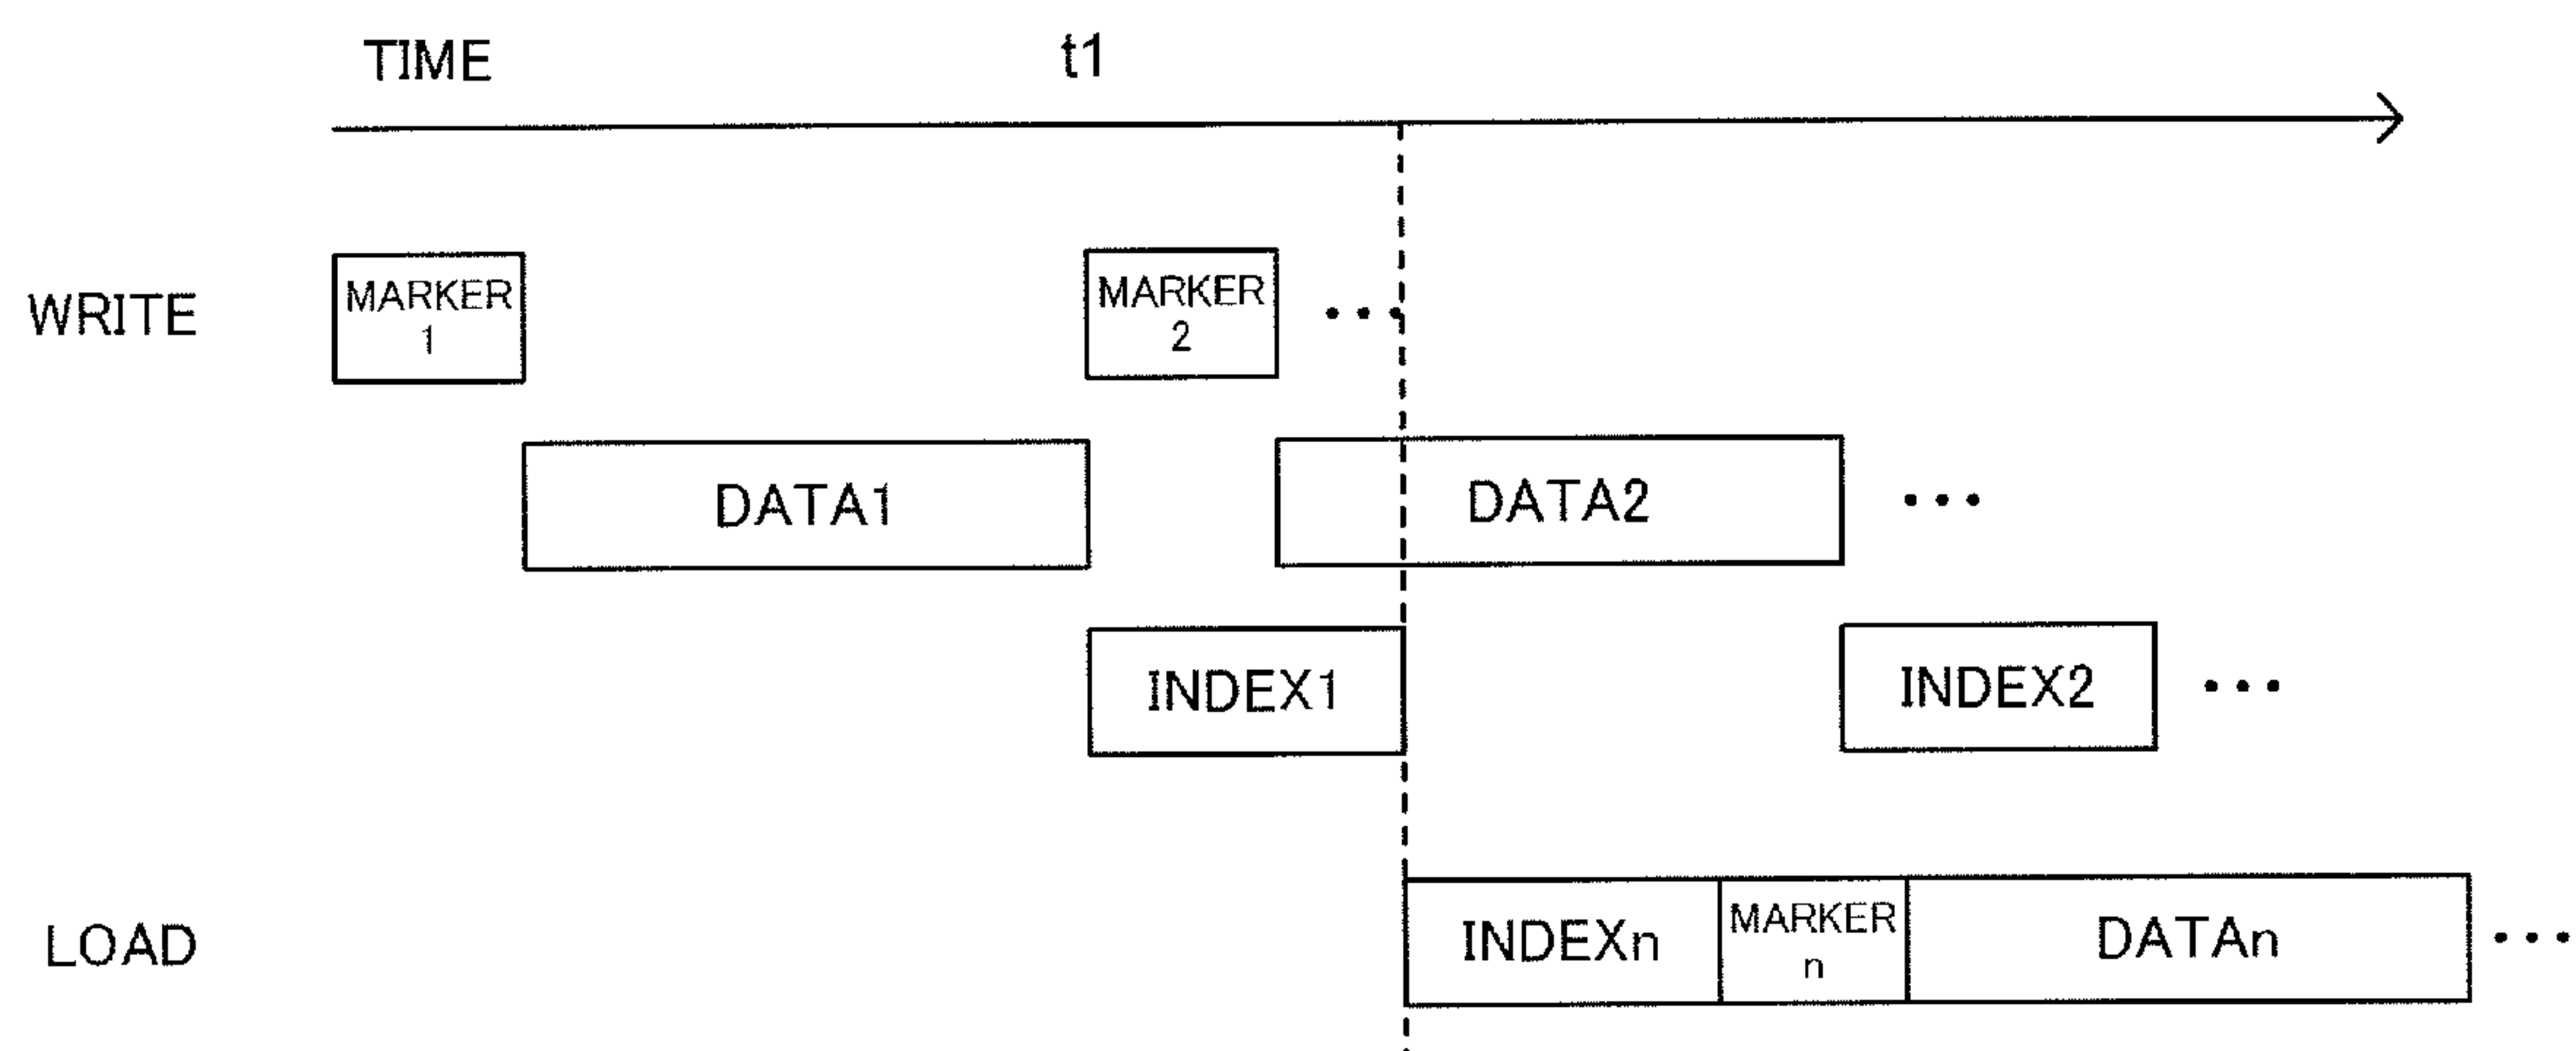 TIME t1
WRITE
MARKER
1
MARKER
2
...
DATA1
DATA2
...
INDEX1
INDEX2
...
LOAD
INDEXn
MARKER
n
DATAn
...